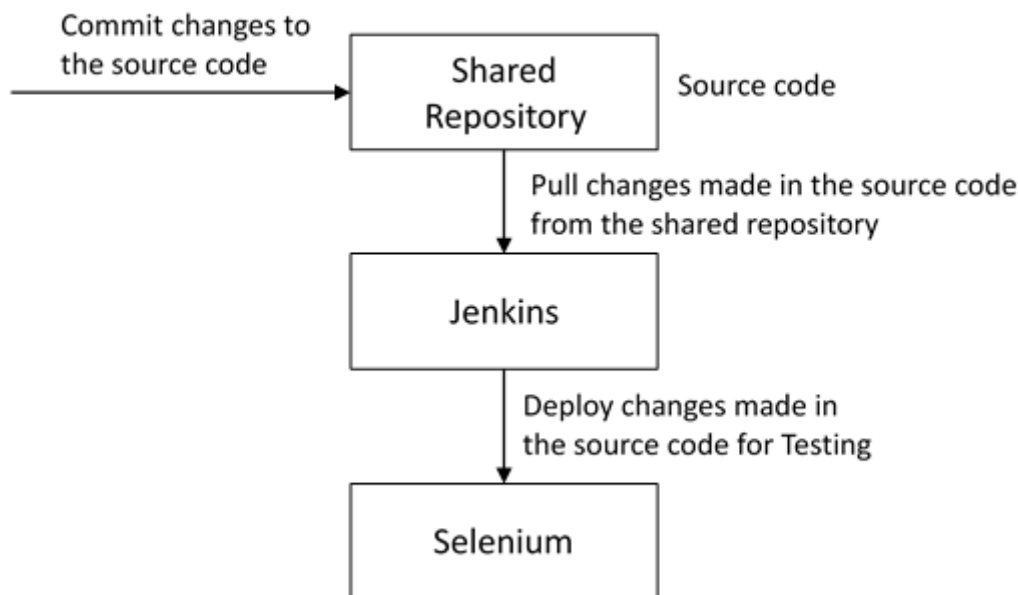 Commit changes to
the source code
Shared
Repository
Source code
Pull changes made in the source code
from the shared repository
Jenkins
Deploy changes made in
the source code for Testing
Selenium